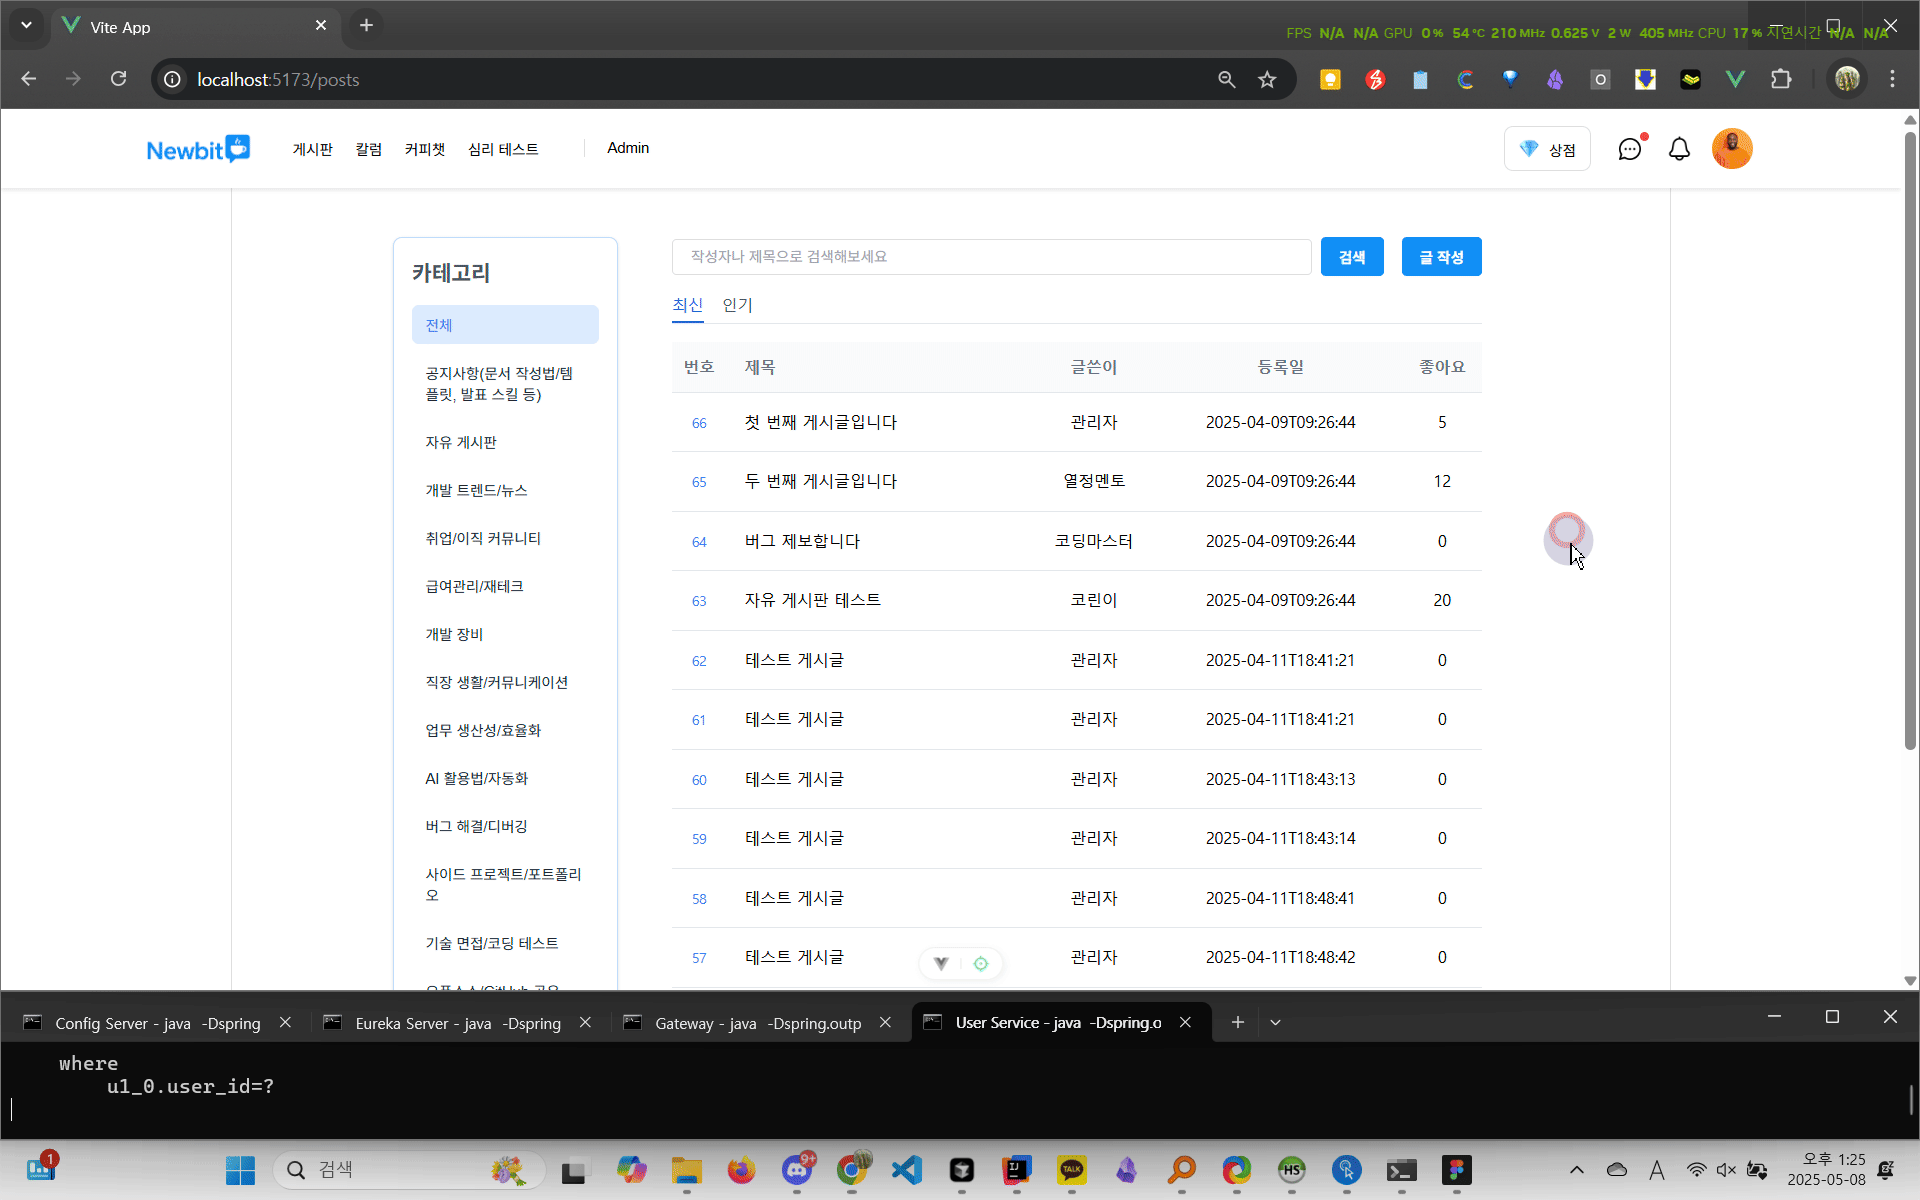 Vite App
FPS N/A N/A GPU 0 % 54 °C 210 MHz 0.625 V 2 W 405 MHz CPU 17 % 지연시간 N/A N/A
localhost:5173/posts
Newbit
게시판 칼럼 커피챗 심리 테스트 Admin
상점
작성자나 제목으로 검색해보세요
검색
글 작성
카테고리
전체
공지사항(문서 작성법/템
플릿, 발표 스킬 등)
자유 게시판
개발 트렌드/뉴스
취업/이직 커뮤니티
급여관리/재테크
개발 장비
직장 생활/커뮤니케이션
업무 생산성/효율화
AI 활용법/자동화
버그 해결/디버깅
사이드 프로젝트/포트폴리
오
기술 면접/코딩 테스트
최신 인기
번호 제목 글쓴이 등록일 좋아요
66 첫 번째 게시글입니다 관리자 2025-04-09T09:26:44 5
65 두 번째 게시글입니다 열정멘토 2025-04-09T09:26:44 12
64 버그 제보합니다 코딩마스터 2025-04-09T09:26:44 0
63 자유 게시판 테스트 코린이 2025-04-09T09:26:44 20
62 테스트 게시글 관리자 2025-04-11T18:41:21 0
61 테스트 게시글 관리자 2025-04-11T18:41:21 0
60 테스트 게시글 관리자 2025-04-11T18:43:13 0
59 테스트 게시글 관리자 2025-04-11T18:43:14 0
58 테스트 게시글 관리자 2025-04-11T18:48:41 0
57 테스트 게시글 관리자 2025-04-11T18:48:42 0
Config Server - java -Dspring
Eureka Server - java -Dspring
Gateway - java -Dspring.outp
User Service - java -Dspring.o
where
u1_0.user_id=?
1
검색
9+
TALK
HS
A
오후 1:25
2025-05-08